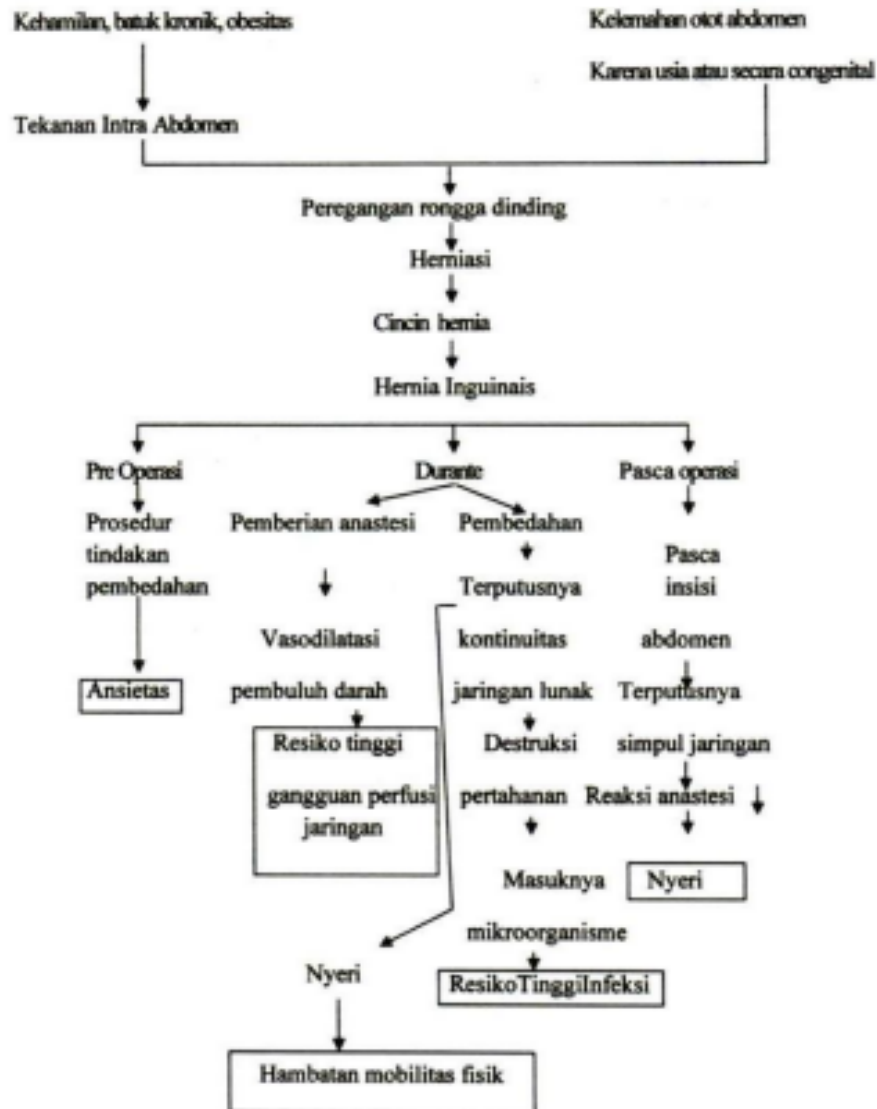 Kehamilan, batuk kronik, obesitas
Kelemahan otot abdomen
Karena usia atau secara congenital
Tekanan Intra Abdomen
Peregangan rongga dinding
Herniasi
Cincin hernia
Hernia Inguinais
Pre Operasi
Durante
Pasca operasi
Prosedur
tindakan
pembedahan
Ansietas
Pemberian anastesi
Vasodilatasi
pembuluh darah
Resiko tinggi
gangguan perfusi
jaringan
Pembedahan
Terputusnya
kontinuitas
jaringan lunak
Destruksi
pertahanan
Masuknya
mikroorganisme
ResikoTinggiInfeksi
Pasca
insisi
abdomen
Terputusnya
simpul jaringan
Reaksi anastesi
Nyeri
Nyeri
Hambatan mobilitas fisik